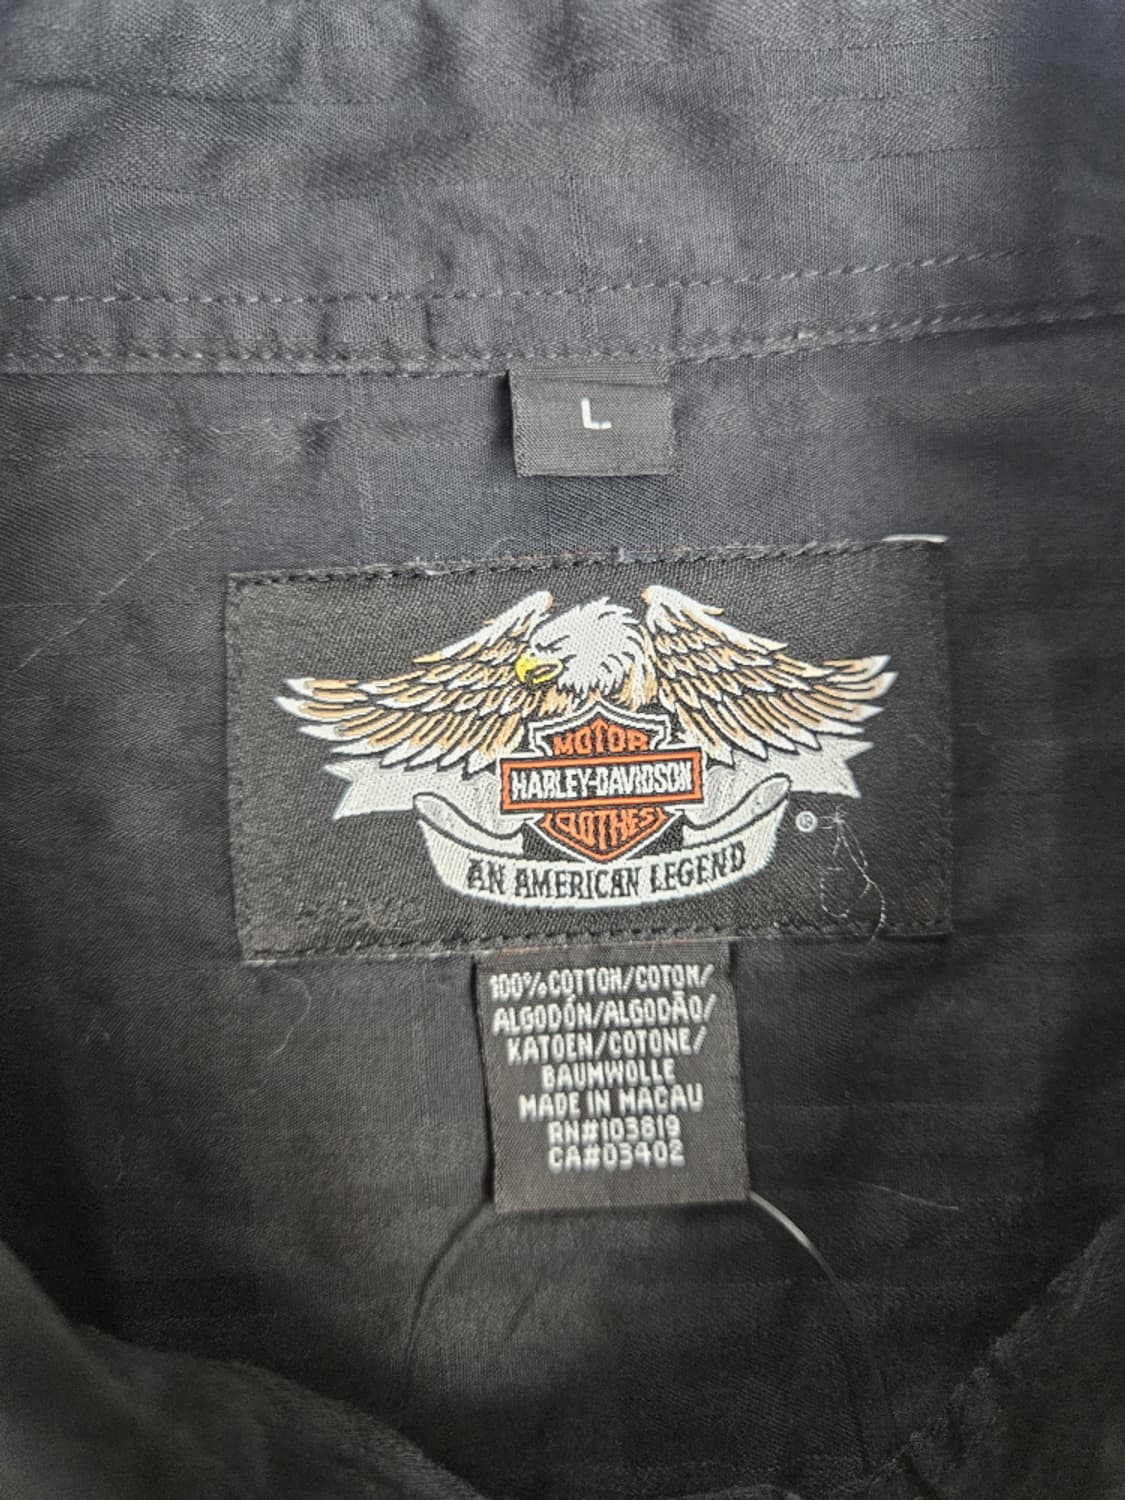 L
MOTOR
HARLEY-DAVIDSON
CLOTHES
AN AMERICAN LEGEND
®
100% COTTON/COTON/
ALGODÓN/ALGODÃO/
KATOEN/COTONE/
BAUMWOLLE
MADE IN MACAU
RN#103819
CA#03402